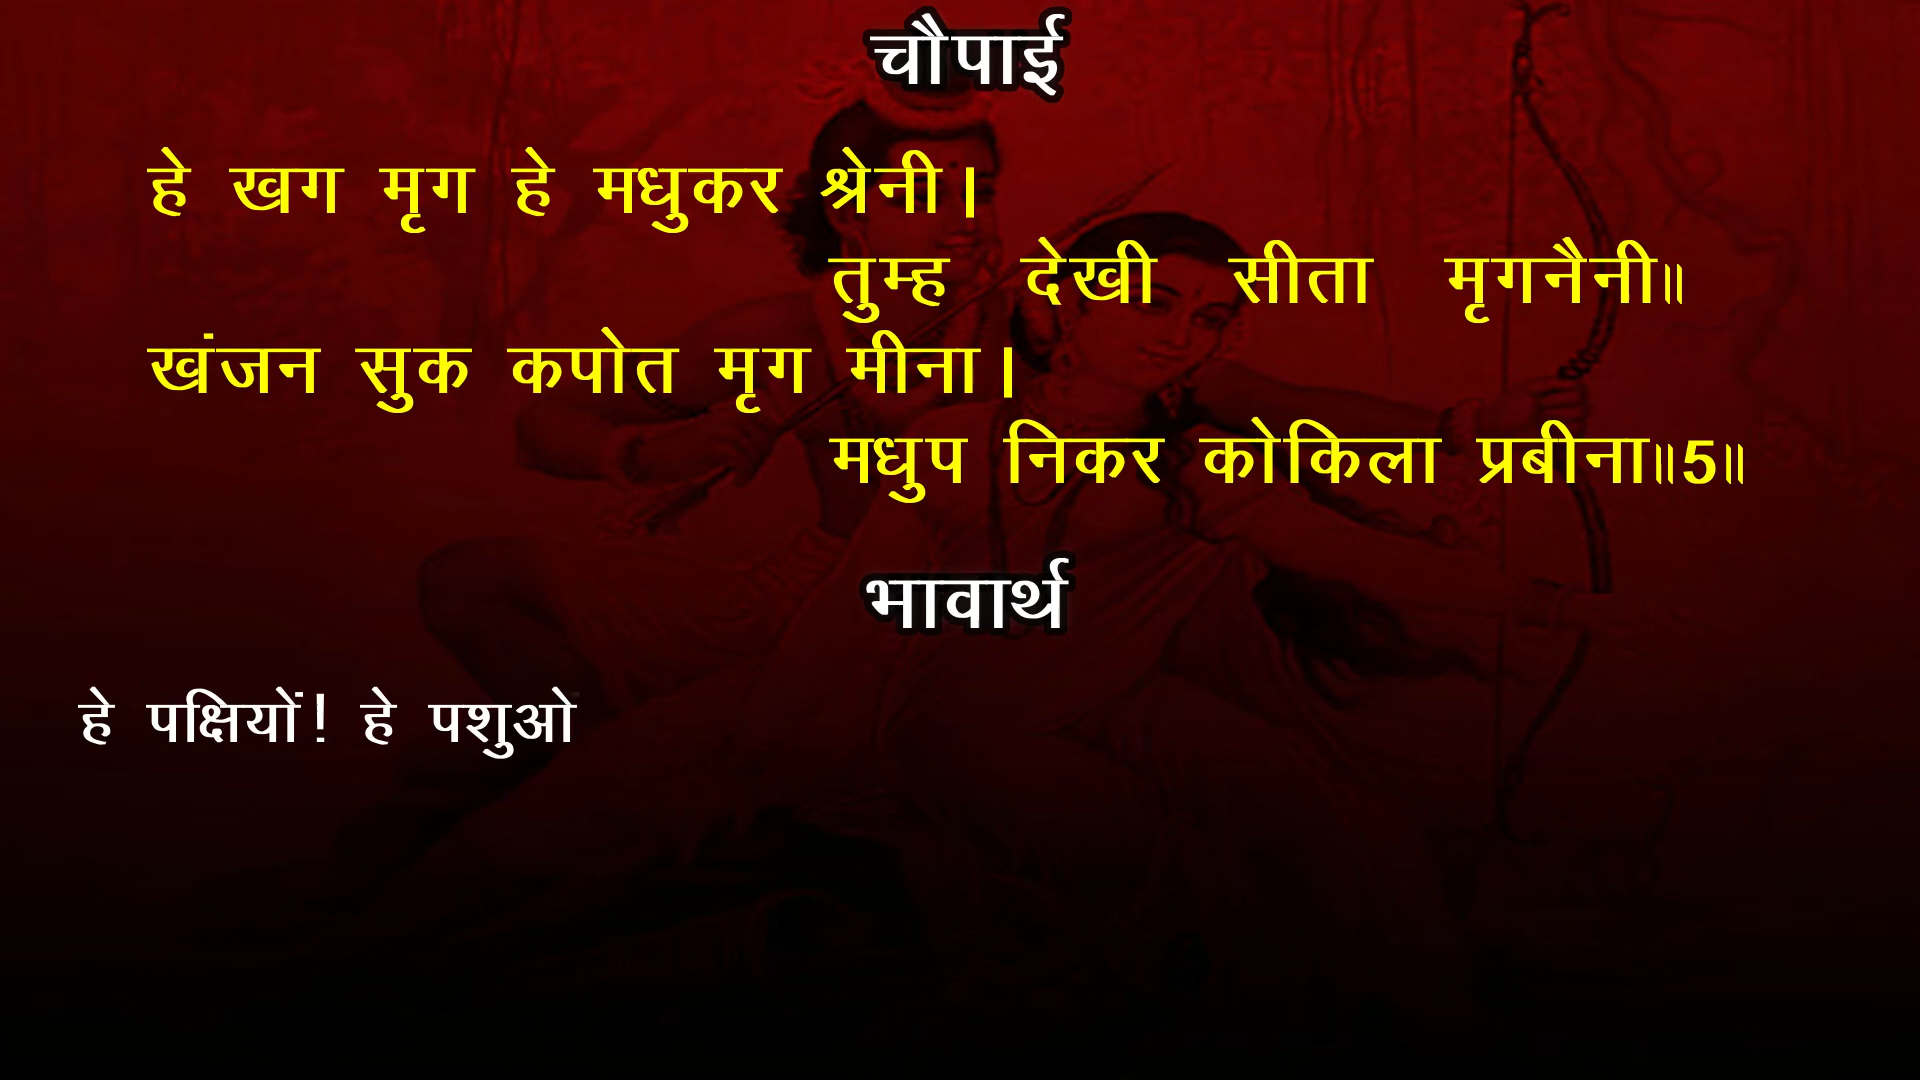 चौपाई
हे खग मृग हे मधुकर श्रेनी।
तुम्ह देखी सीता मृगनैनी॥
खंजन सुक कपोत मृग मीना।
मधुप निकर कोकिला प्रबीना॥5॥
भावार्थ
हे पक्षियों! हे पशुओ